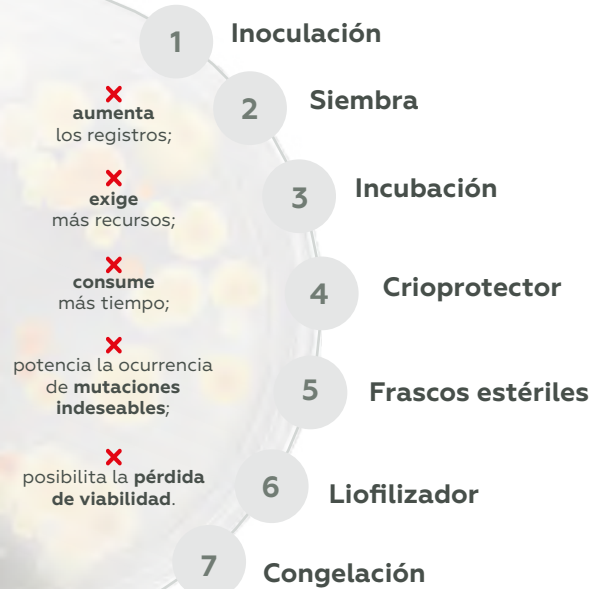 1
Inoculación
2
Siembra
3
Incubación
4
Crioprotector
5
Frascos estériles
6
Liofilizador
7
Congelación
aumenta
los registros;
exige
más recursos;
consume
más tiempo;
potencia la ocurrencia
de mutaciones
indeseables;
posibilita la pérdida
de viabilidad.